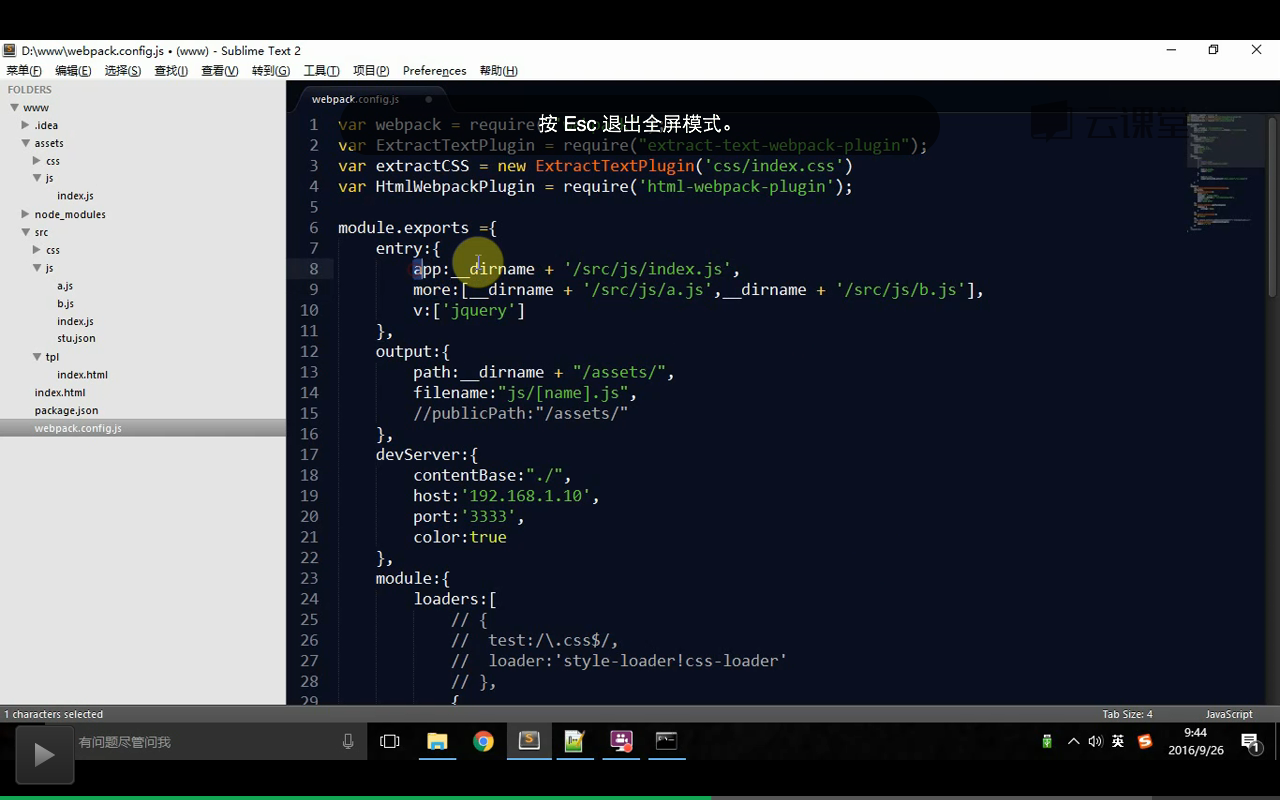 D:\www\webpack.config.js • (www) - Sublime Text 2
菜单(F) 编辑(E) 选择(S) 查找(I) 查看(V) 转到(G) 工具(T) 项目(P) Preferences 帮助(H)
FOLDERS
www
.idea
assets
css
js
index.js
node_modules
src
css
js
a.js
b.js
index.js
stu.json
tpl
index.html
index.html
package.json
webpack.config.js
webpack.config.js
按 Esc 退出全屏模式。
云课堂
1 var webpack = require
2 var ExtractTextPlugin = require("extract-text-webpack-plugin");
3 var extractCSS = new ExtractTextPlugin('css/index.css')
4 var HtmlWebpackPlugin = require('html-webpack-plugin');
5
6 module.exports ={
7 entry:{
8 app:__dirname + '/src/js/index.js',
9 more:[__dirname + '/src/js/a.js',__dirname + '/src/js/b.js'],
10 v:['jquery']
11 },
12 output:{
13 path:__dirname + "/assets/",
14 filename:"js/[name].js",
15 //publicPath:"/assets/"
16 },
17 devServer:{
18 contentBase:"./",
19 host:'192.168.1.10',
20 port:'3333',
21 color:true
22 },
23 module:{
24 loaders:[
25 // {
26 // test:/\.css$/,
27 // loader:'style-loader!css-loader'
28 // },
29 {
1 characters selected
Tab Size: 4
JavaScript
有问题尽管问我
英
9:44
2016/9/26
1